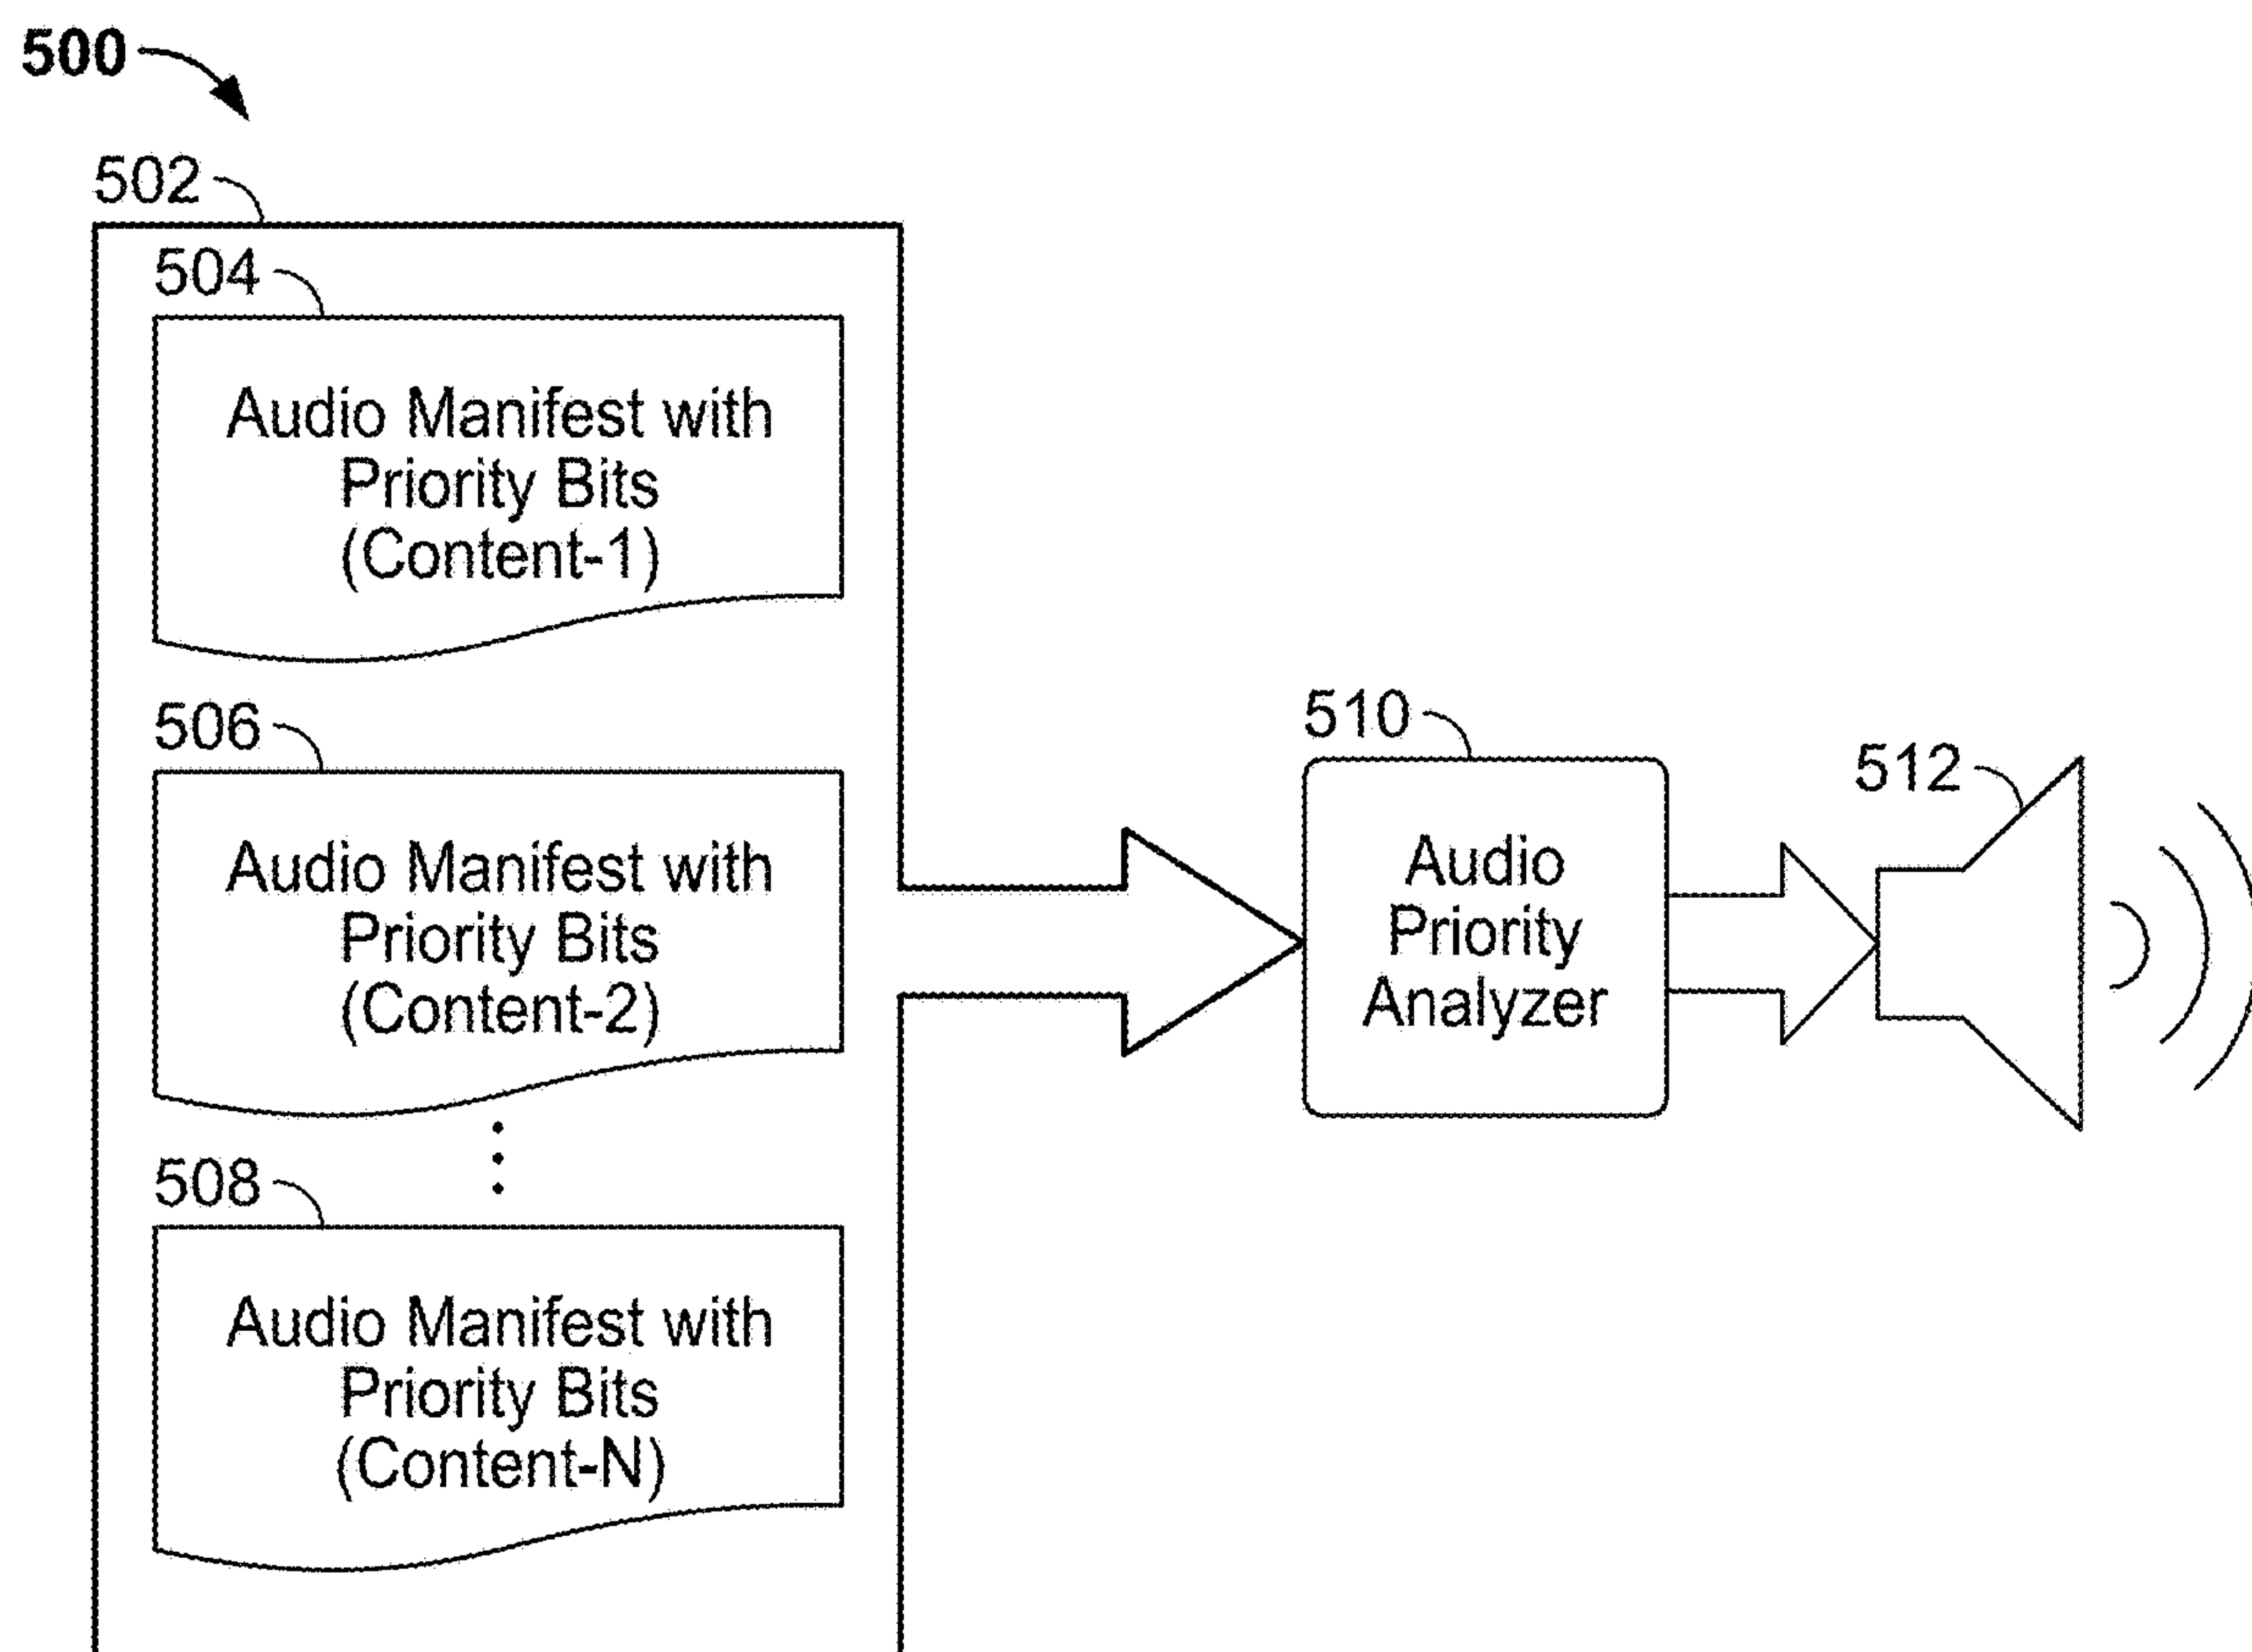 500
502
504
Audio Manifest with
Priority Bits
(Content-1)
506
Audio Manifest with
Priority Bits
(Content-2)
508
Audio Manifest with
Priority Bits
(Content-N)
510
Audio
Priority
Analyzer
512